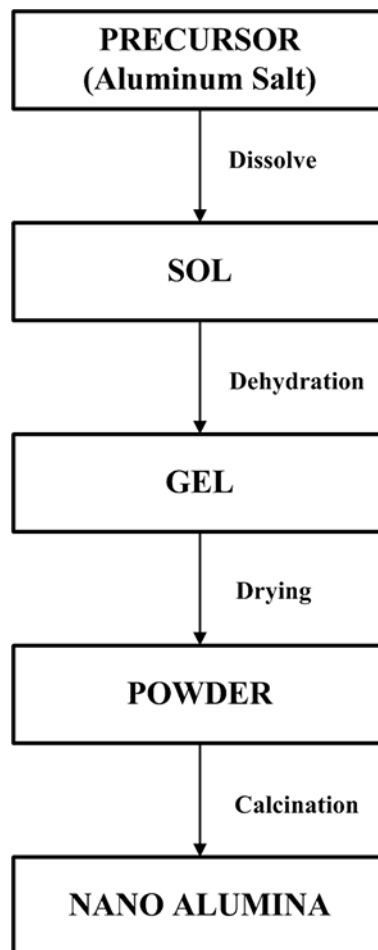 PRECURSOR
(Aluminum Salt)
Dissolve
SOL
Dehydration
GEL
Drying
POWDER
Calcination
NANO ALUMINA